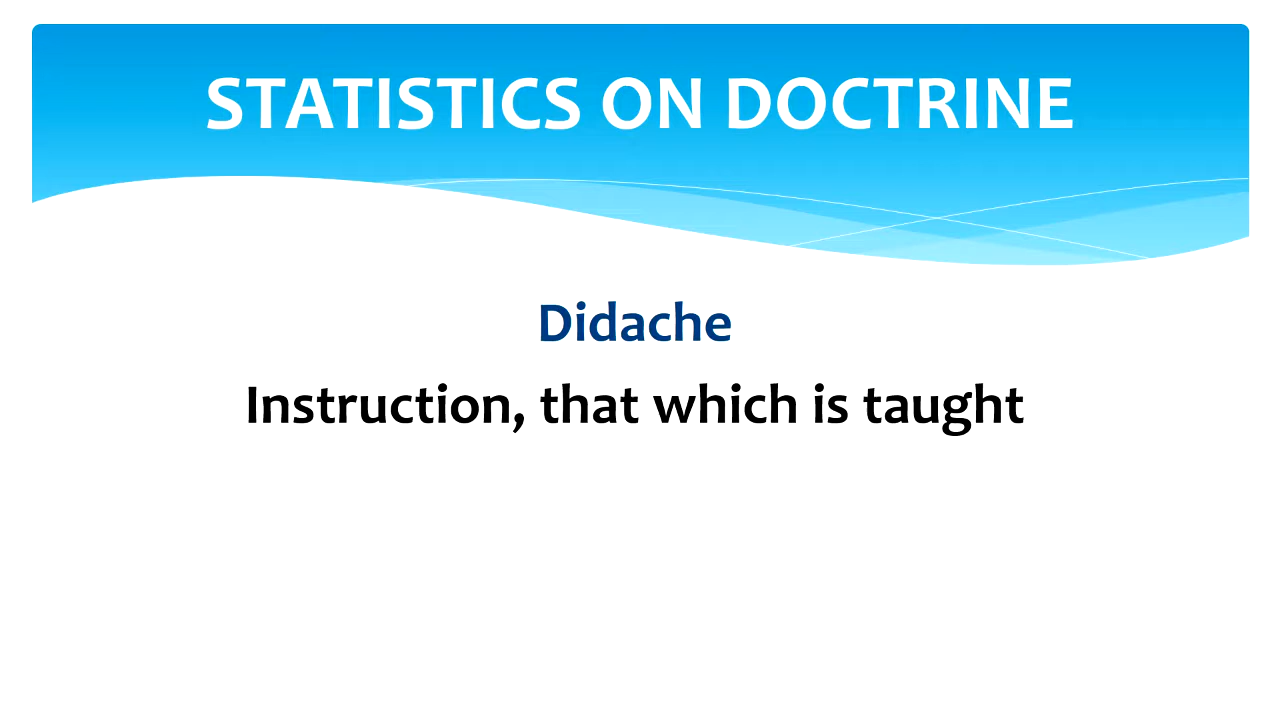 STATISTICS ON DOCTRINE
Didache
Instruction, that which is taught